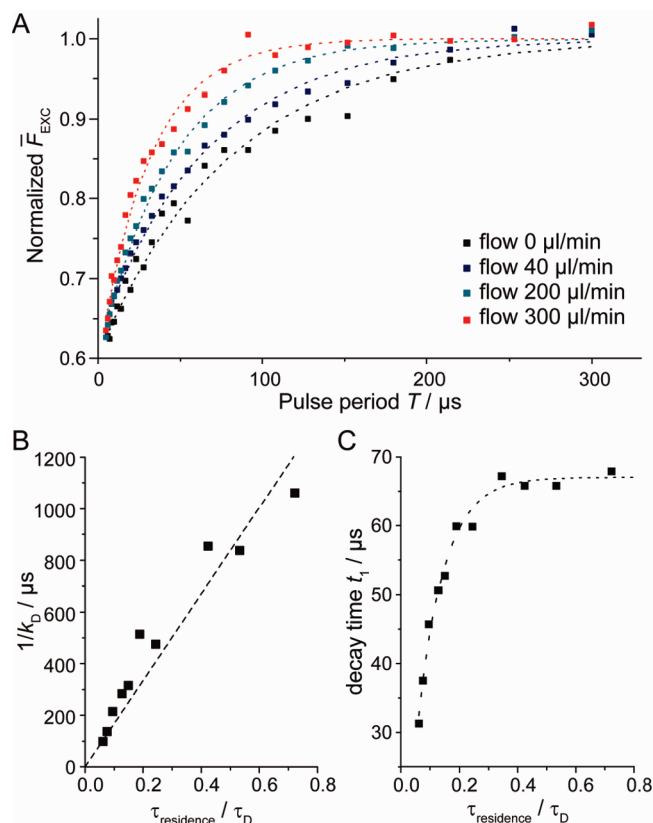 A
Normalized F̅EXC
1.0
0.9
0.8
0.7
0.6
0
100
200
300
Pulse period T / µs
flow 0 µl/min
flow 40 µl/min
flow 200 µl/min
flow 300 µl/min
B
1/kD / µs
1200
1000
800
600
400
200
0
0.0
0.2
0.4
0.6
0.8
τresidence / τD
C
decay time t1 / µs
70
60
50
40
30
0.0
0.2
0.4
0.6
0.8
τresidence / τD